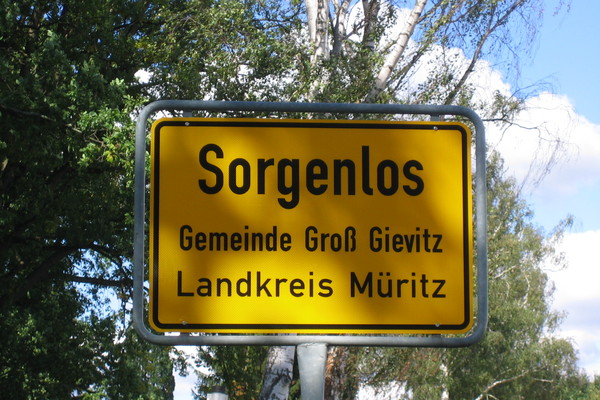 Sorgenlos
Gemeinde Groß Gievitz
Landkreis Müritz